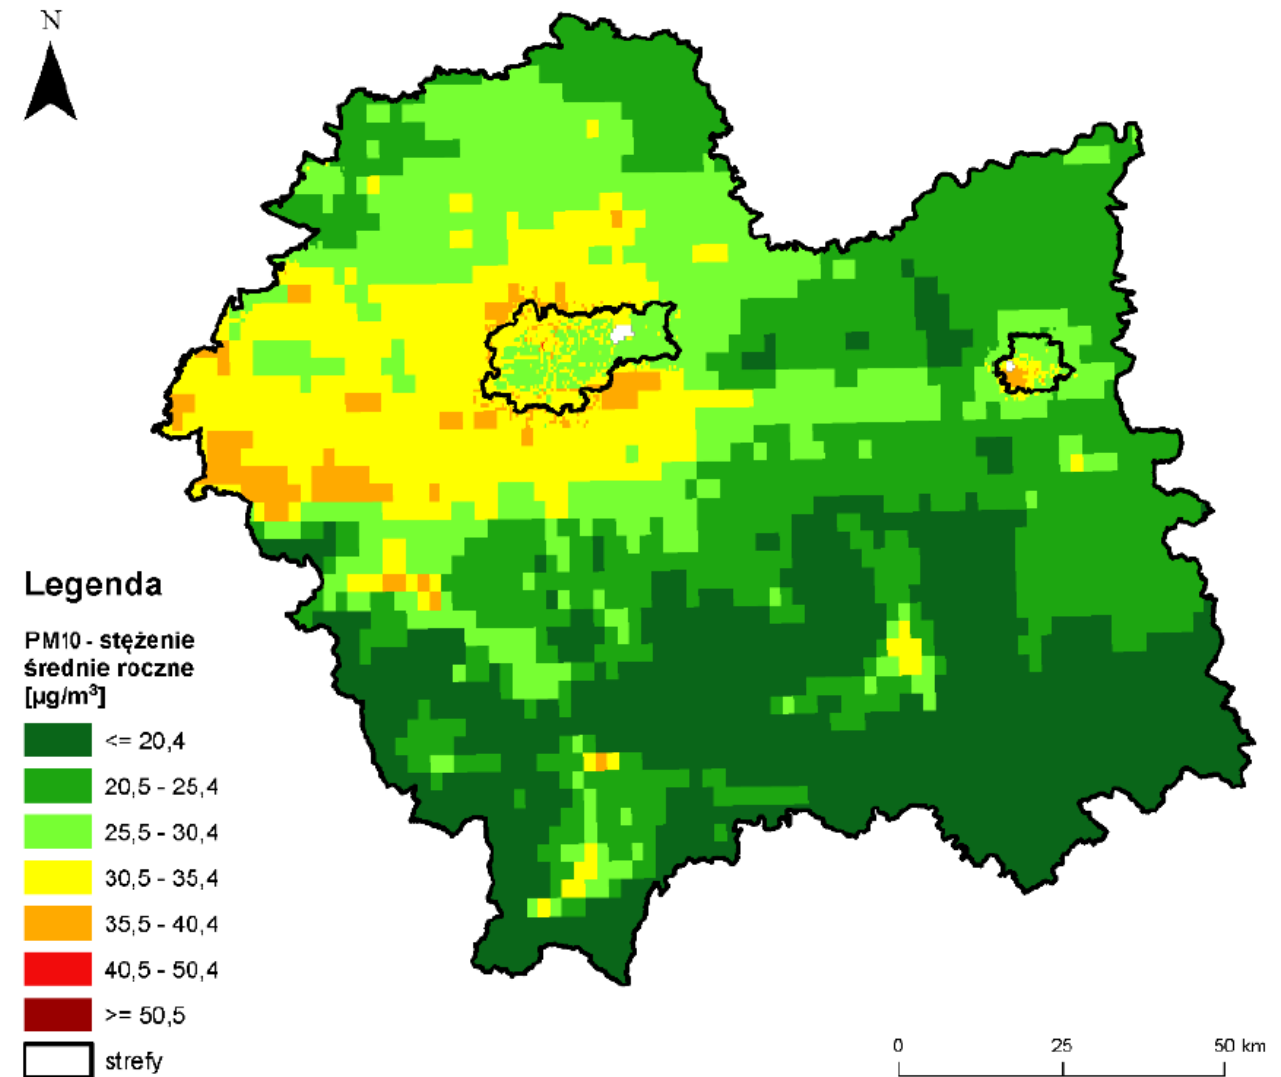 N
Legenda
PM10 - stężenie
średnie roczne
[µg/m³]
<= 20,4
20,5 - 25,4
25,5 - 30,4
30,5 - 35,4
35,5 - 40,4
40,5 - 50,4
>= 50,5
strefy
0 25 50 km